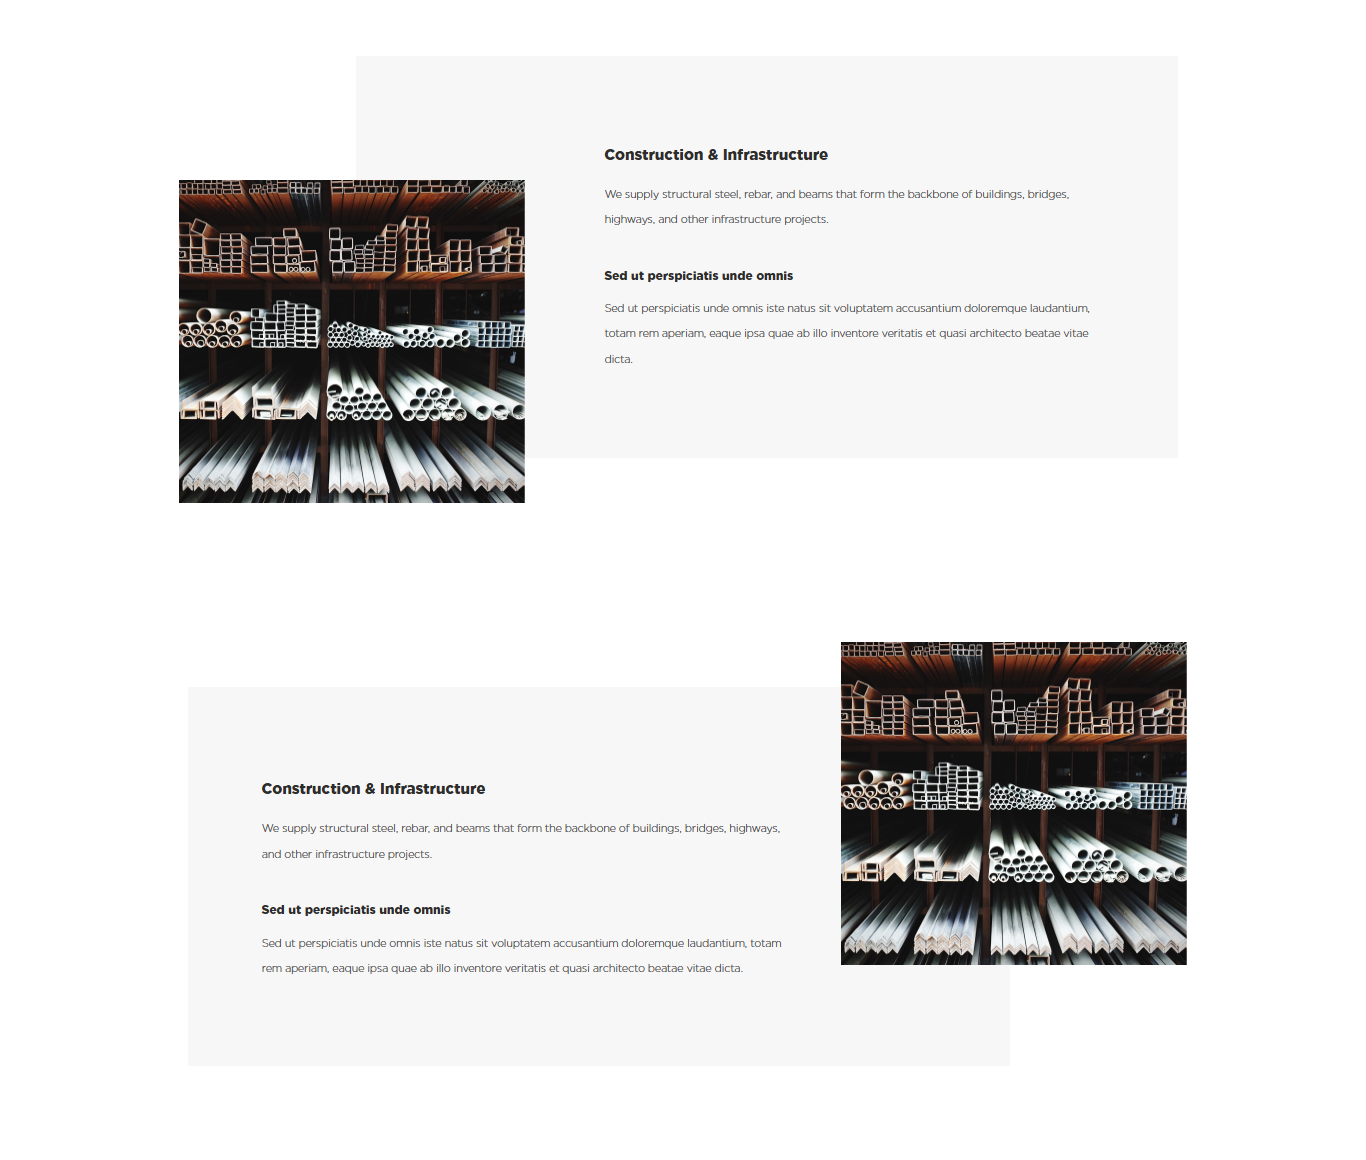 Construction & Infrastructure
We supply structural steel, rebar, and beams that form the backbone of buildings, bridges,
highways, and other infrastructure projects.
Sed ut perspiciatis unde omnis
Sed ut perspiciatis unde omnis iste natus sit voluptatem accusantium doloremque laudantium,
totam rem aperiam, eaque ipsa quae ab illo inventore veritatis et quasi architecto beatae vitae
dicta.
Construction & Infrastructure
We supply structural steel, rebar, and beams that form the backbone of buildings, bridges, highways,
and other infrastructure projects.
Sed ut perspiciatis unde omnis
Sed ut perspiciatis unde omnis iste natus sit voluptatem accusantium doloremque laudantium, totam
rem aperiam, eaque ipsa quae ab illo inventore veritatis et quasi architecto beatae vitae dicta.